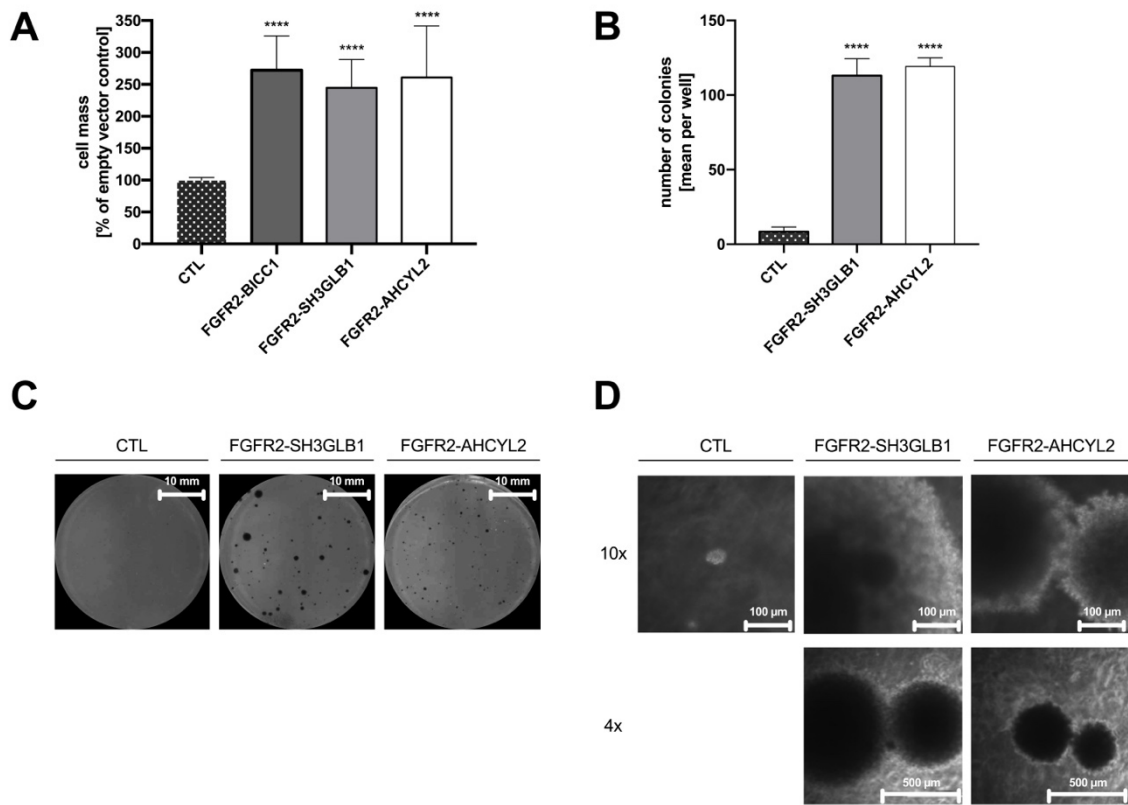 A
cell mass
[% of empty vector control]
350
300
250
200
150
100
50
0
****
****
****
CTL
FGFR2-BICC1
FGFR2-SH3GLB1
FGFR2-AHCYL2
B
number of colonies
[mean per well]
150
100
50
0
****
****
CTL
FGFR2-SH3GLB1
FGFR2-AHCYL2
C
CTL
FGFR2-SH3GLB1
FGFR2-AHCYL2
10 mm
10 mm
10 mm
D
CTL
FGFR2-SH3GLB1
FGFR2-AHCYL2
10x
100 µm
100 µm
100 µm
4x
500 µm
500 µm